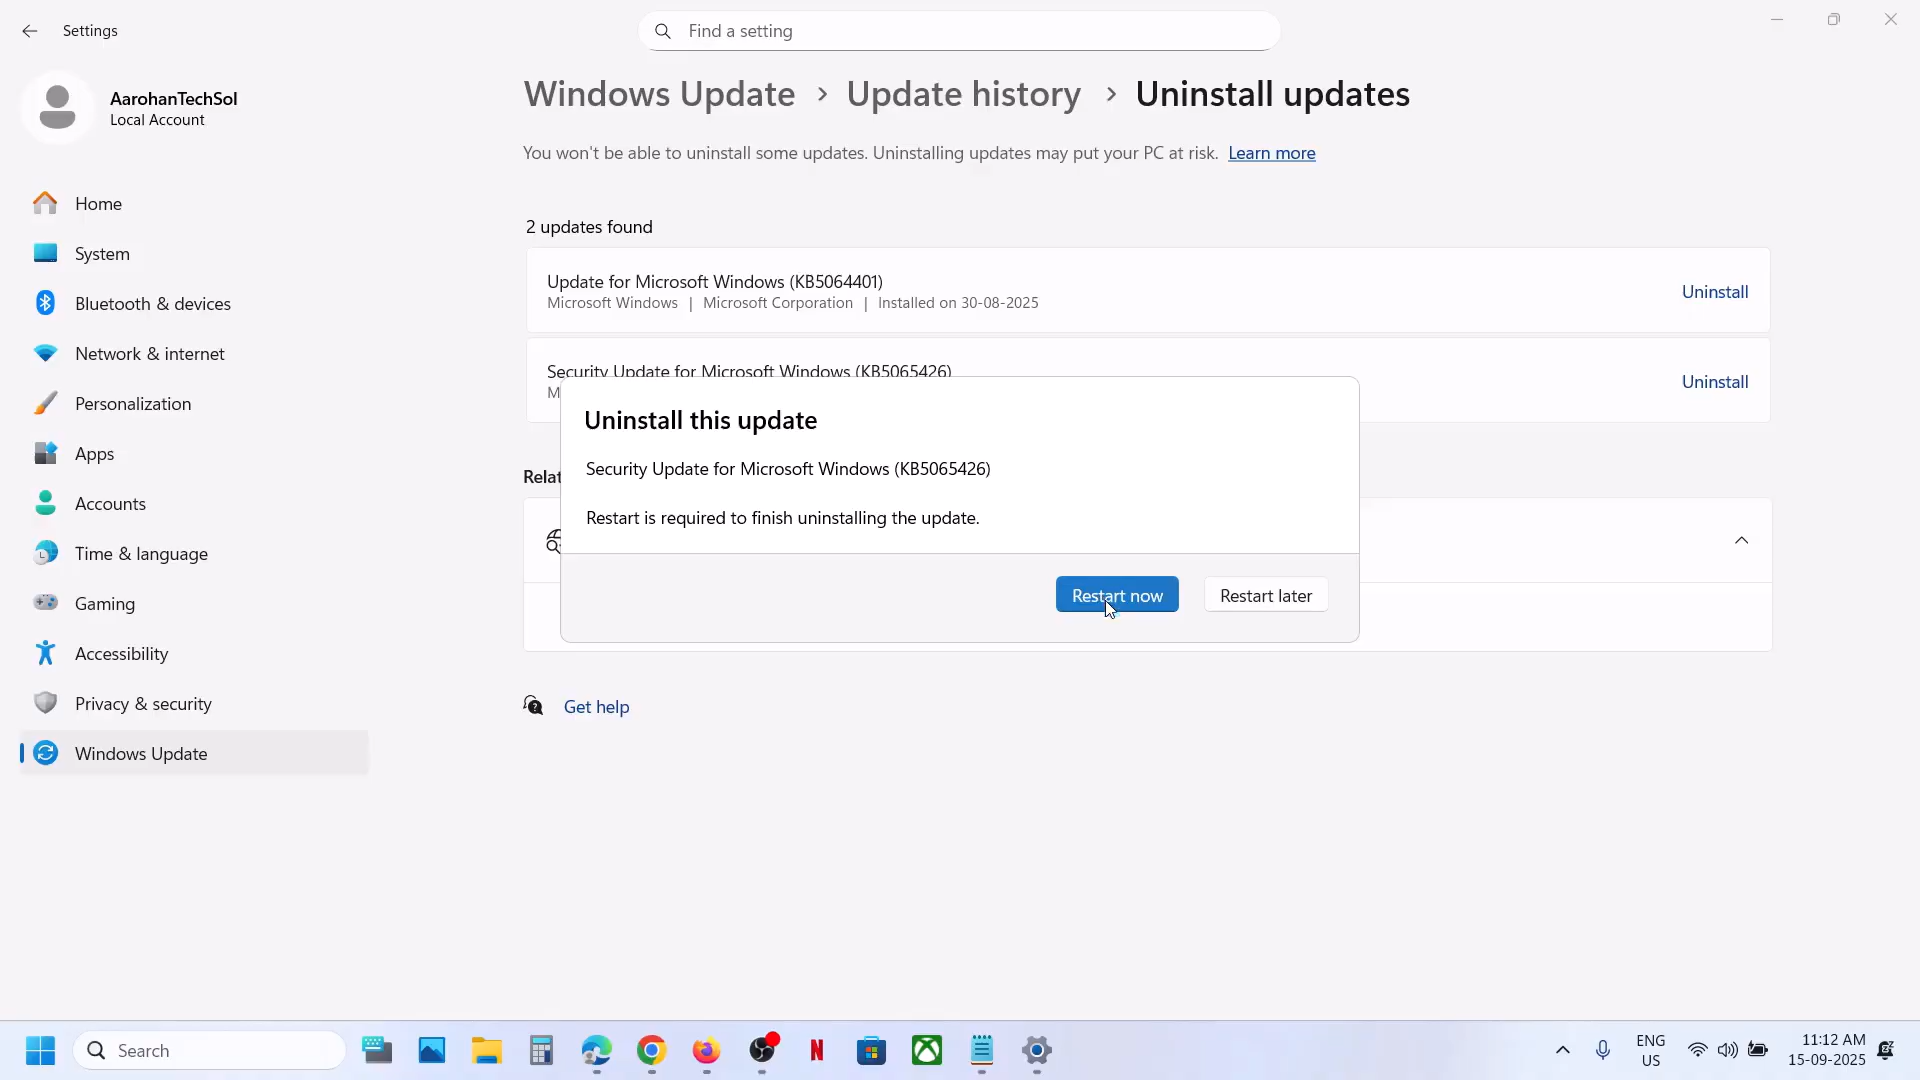 Settings
Find a setting
AarohanTechSol
Local Account
Home
System
Bluetooth & devices
Network & internet
Personalization
Apps
Accounts
Time & language
Gaming
Accessibility
Privacy & security
Windows Update
Windows Update > Update history > Uninstall updates
You won't be able to uninstall some updates. Uninstalling updates may put your PC at risk. Learn more
2 updates found
Update for Microsoft Windows (KB5064401)
Microsoft Windows | Microsoft Corporation | Installed on 30-08-2025
Uninstall
Security Update for Microsoft Windows (KB5065426)
M
Uninstall
Relat
Uninstall this update
Security Update for Microsoft Windows (KB5065426)
Restart is required to finish uninstalling the update.
Restart now
Restart later
Get help
Search
N
ENG
US
11:12 AM
15-09-2025